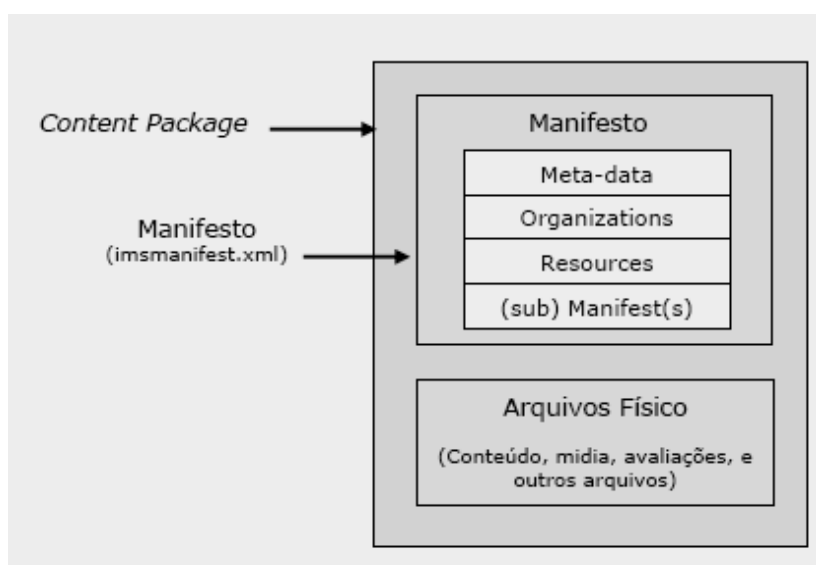 Content Package
Manifesto
(imsmanifest.xml)
Manifesto
Meta-data
Organizations
Resources
(sub) Manifest(s)
Arquivos Físico
(Conteúdo, midia, avaliações, e
outros arquivos)